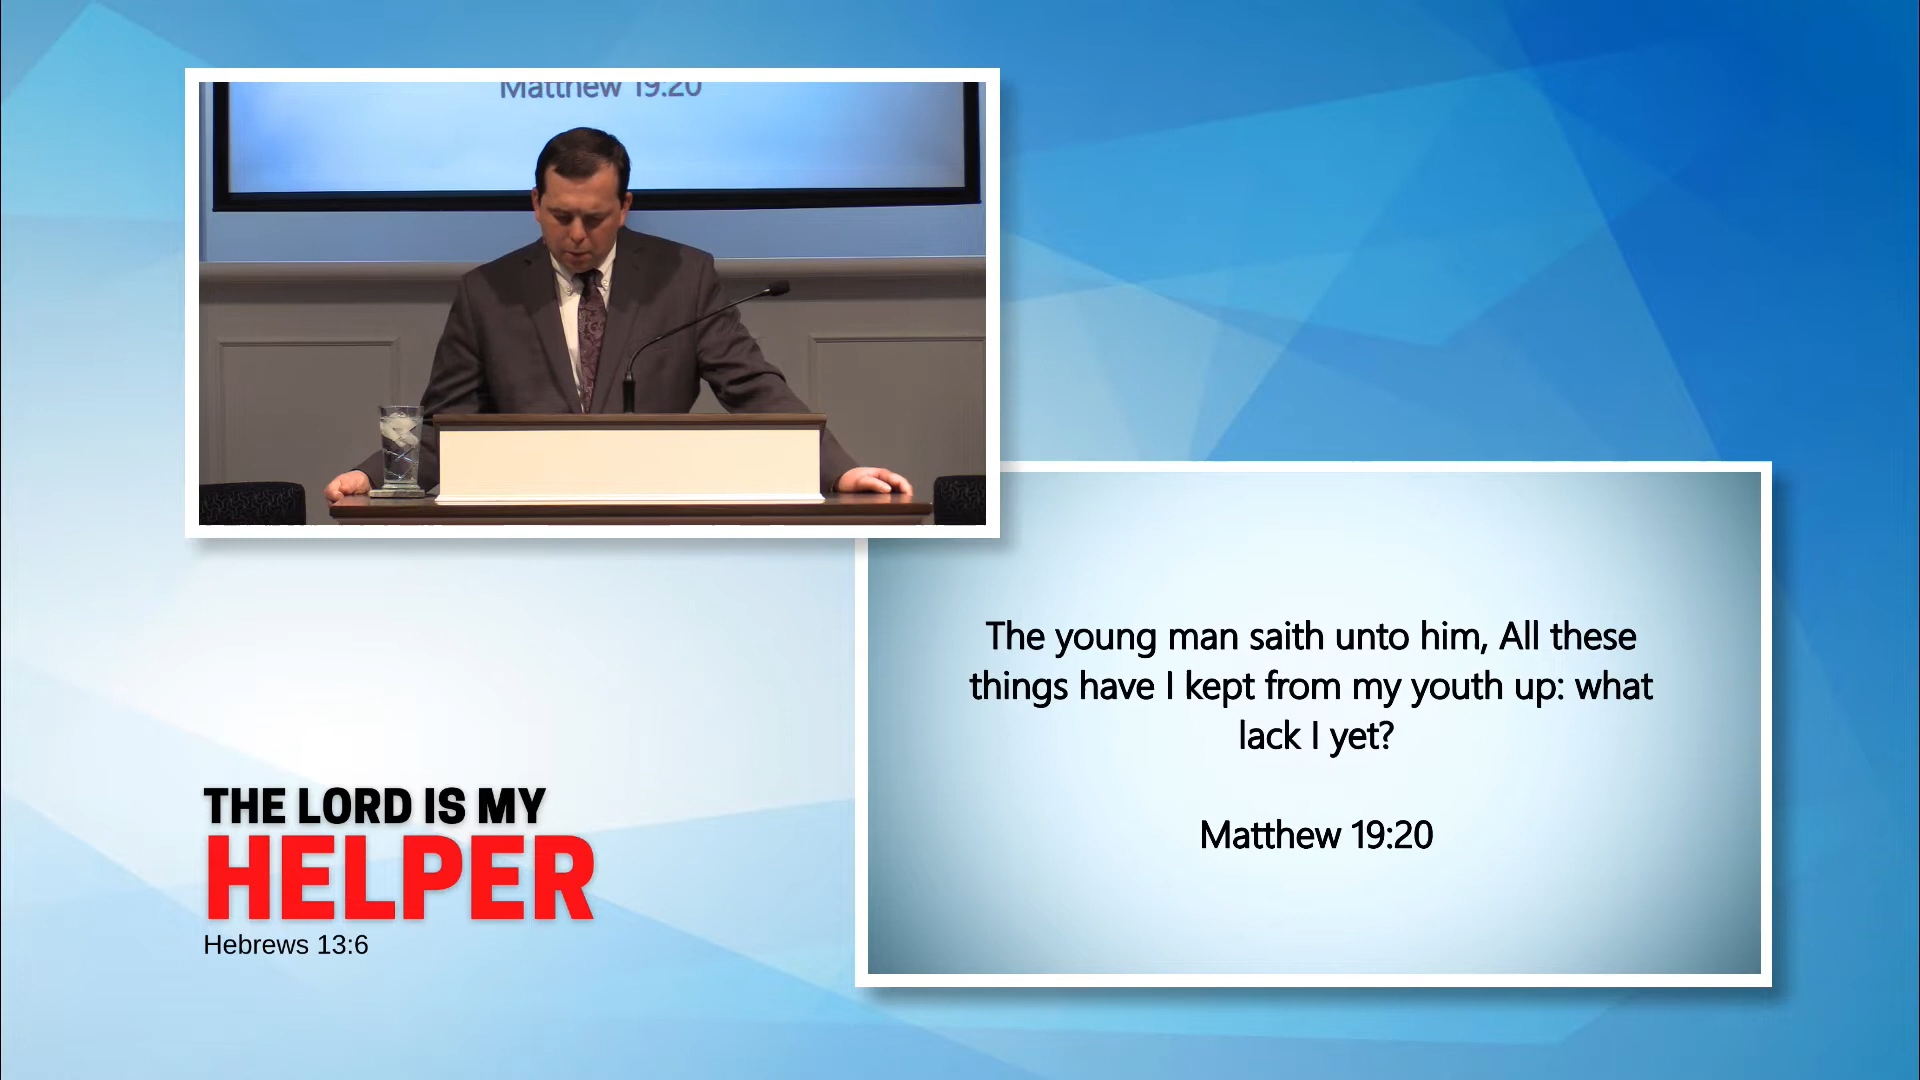 Matthew 19:20
The young man saith unto him, All these
things have I kept from my youth up: what
lack I yet?
Matthew 19:20
THE LORD IS MY
HELPER
Hebrews 13:6